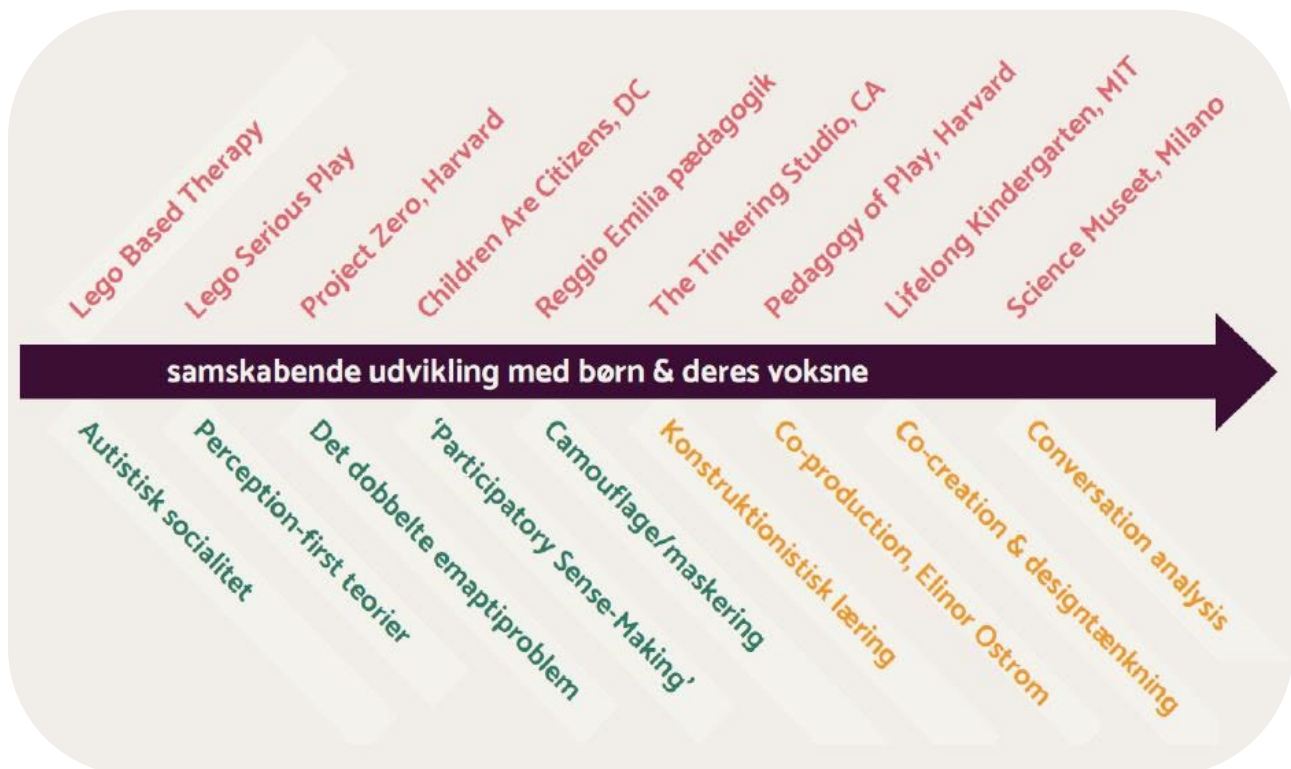 Lego Based Therapy
Lego Serious Play
Project Zero, Harvard
Children Are Citizens, DC
Reggio Emilia pædagogik
The Tinkering Studio, CA
Pedagogy of Play, Harvard
Lifelong Kindergarten, MIT
Science Museet, Milano
samskabende udvikling med børn & deres voksne
Autistisk socialitet
Perception-first teorier
Det dobbelte emaptiproblem
‘Participatory Sense-Making’
Camouflage/maskering
Konstruktionistisk læring
Co-production, Elinor Ostrom
Co-creation & designtænkning
Conversation analysis